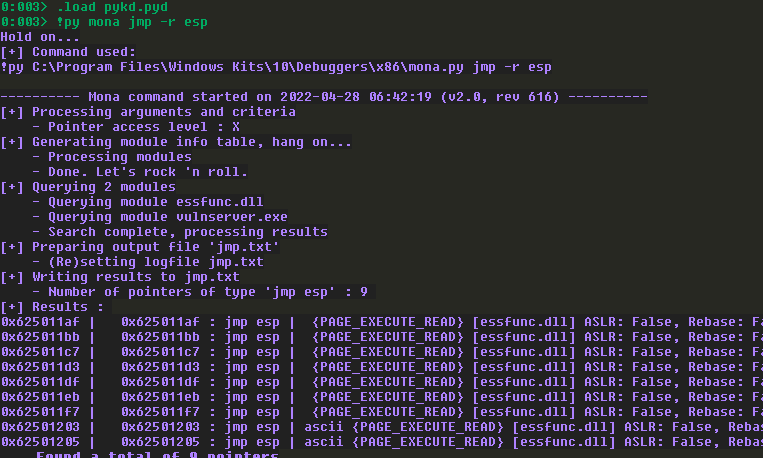 0:003> .load pykd.pyd
0:003> !py mona jmp -r esp
Hold on...
[+] Command used:
!py C:\Program Files\Windows Kits\10\Debuggers\x86\mona.py jmp -r esp
---------- Mona command started on 2022-04-28 06:42:19 (v2.0, rev 616) ----------
[+] Processing arguments and criteria
- Pointer access level : X
[+] Generating module info table, hang on...
- Processing modules
- Done. Let's rock 'n roll.
[+] Querying 2 modules
- Querying module essfunc.dll
- Querying module vulnserver.exe
- Search complete, processing results
[+] Preparing output file 'jmp.txt'
- (Re)setting logfile jmp.txt
[+] Writing results to jmp.txt
- Number of pointers of type 'jmp esp' : 9
[+] Results :
0x625011af | 0x625011af : jmp esp | {PAGE_EXECUTE_READ} [essfunc.dll] ASLR: False, Rebase: Fa
0x625011bb | 0x625011bb : jmp esp | {PAGE_EXECUTE_READ} [essfunc.dll] ASLR: False, Rebase: Fa
0x625011c7 | 0x625011c7 : jmp esp | {PAGE_EXECUTE_READ} [essfunc.dll] ASLR: False, Rebase: Fa
0x625011d3 | 0x625011d3 : jmp esp | {PAGE_EXECUTE_READ} [essfunc.dll] ASLR: False, Rebase: Fa
0x625011df | 0x625011df : jmp esp | {PAGE_EXECUTE_READ} [essfunc.dll] ASLR: False, Rebase: Fa
0x625011eb | 0x625011eb : jmp esp | {PAGE_EXECUTE_READ} [essfunc.dll] ASLR: False, Rebase: Fa
0x625011f7 | 0x625011f7 : jmp esp | {PAGE_EXECUTE_READ} [essfunc.dll] ASLR: False, Rebase: Fa
0x62501203 | 0x62501203 : jmp esp | ascii {PAGE_EXECUTE_READ} [essfunc.dll] ASLR: False, Reba
0x62501205 | 0x62501205 : jmp esp | ascii {PAGE_EXECUTE_READ} [essfunc.dll] ASLR: False, Reba
Found a total of 9 pointers